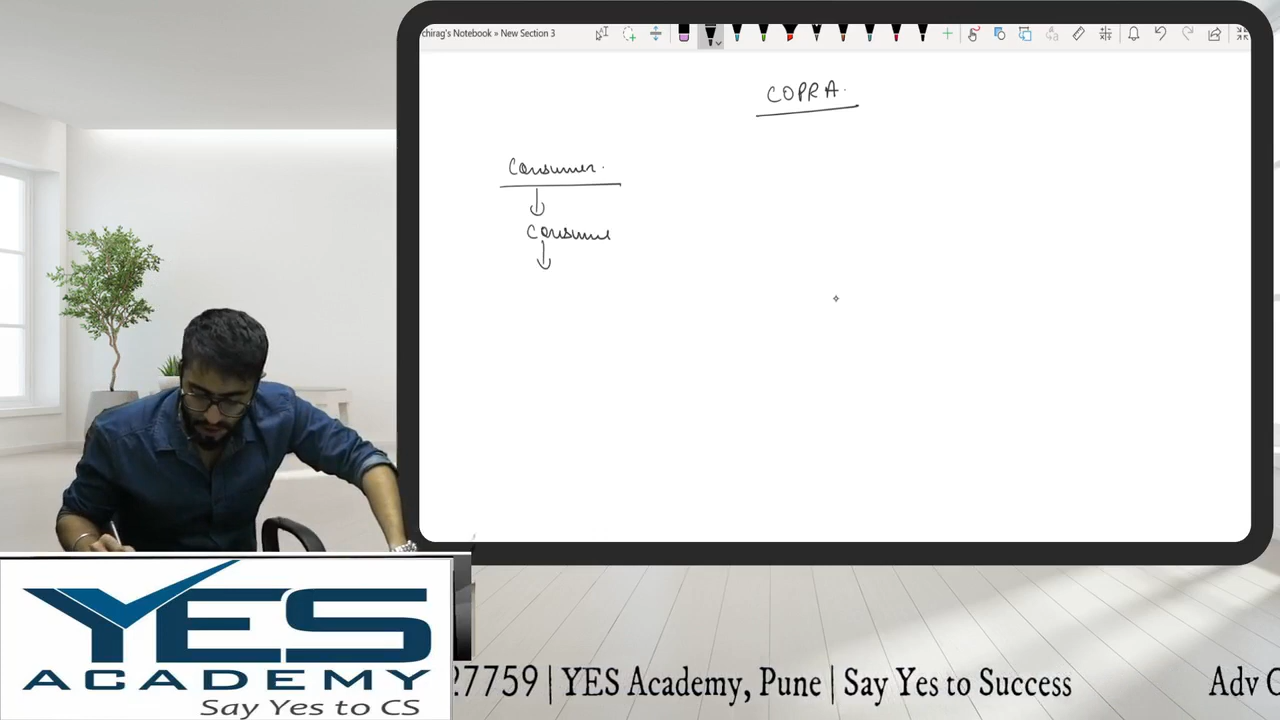 chirag's Notebook » New Section 3
COPRA.
Consumer.
Consume
YES
ACADEMY
Say Yes to CS
27759 | YES Academy, Pune | Say Yes to Success
Adv C